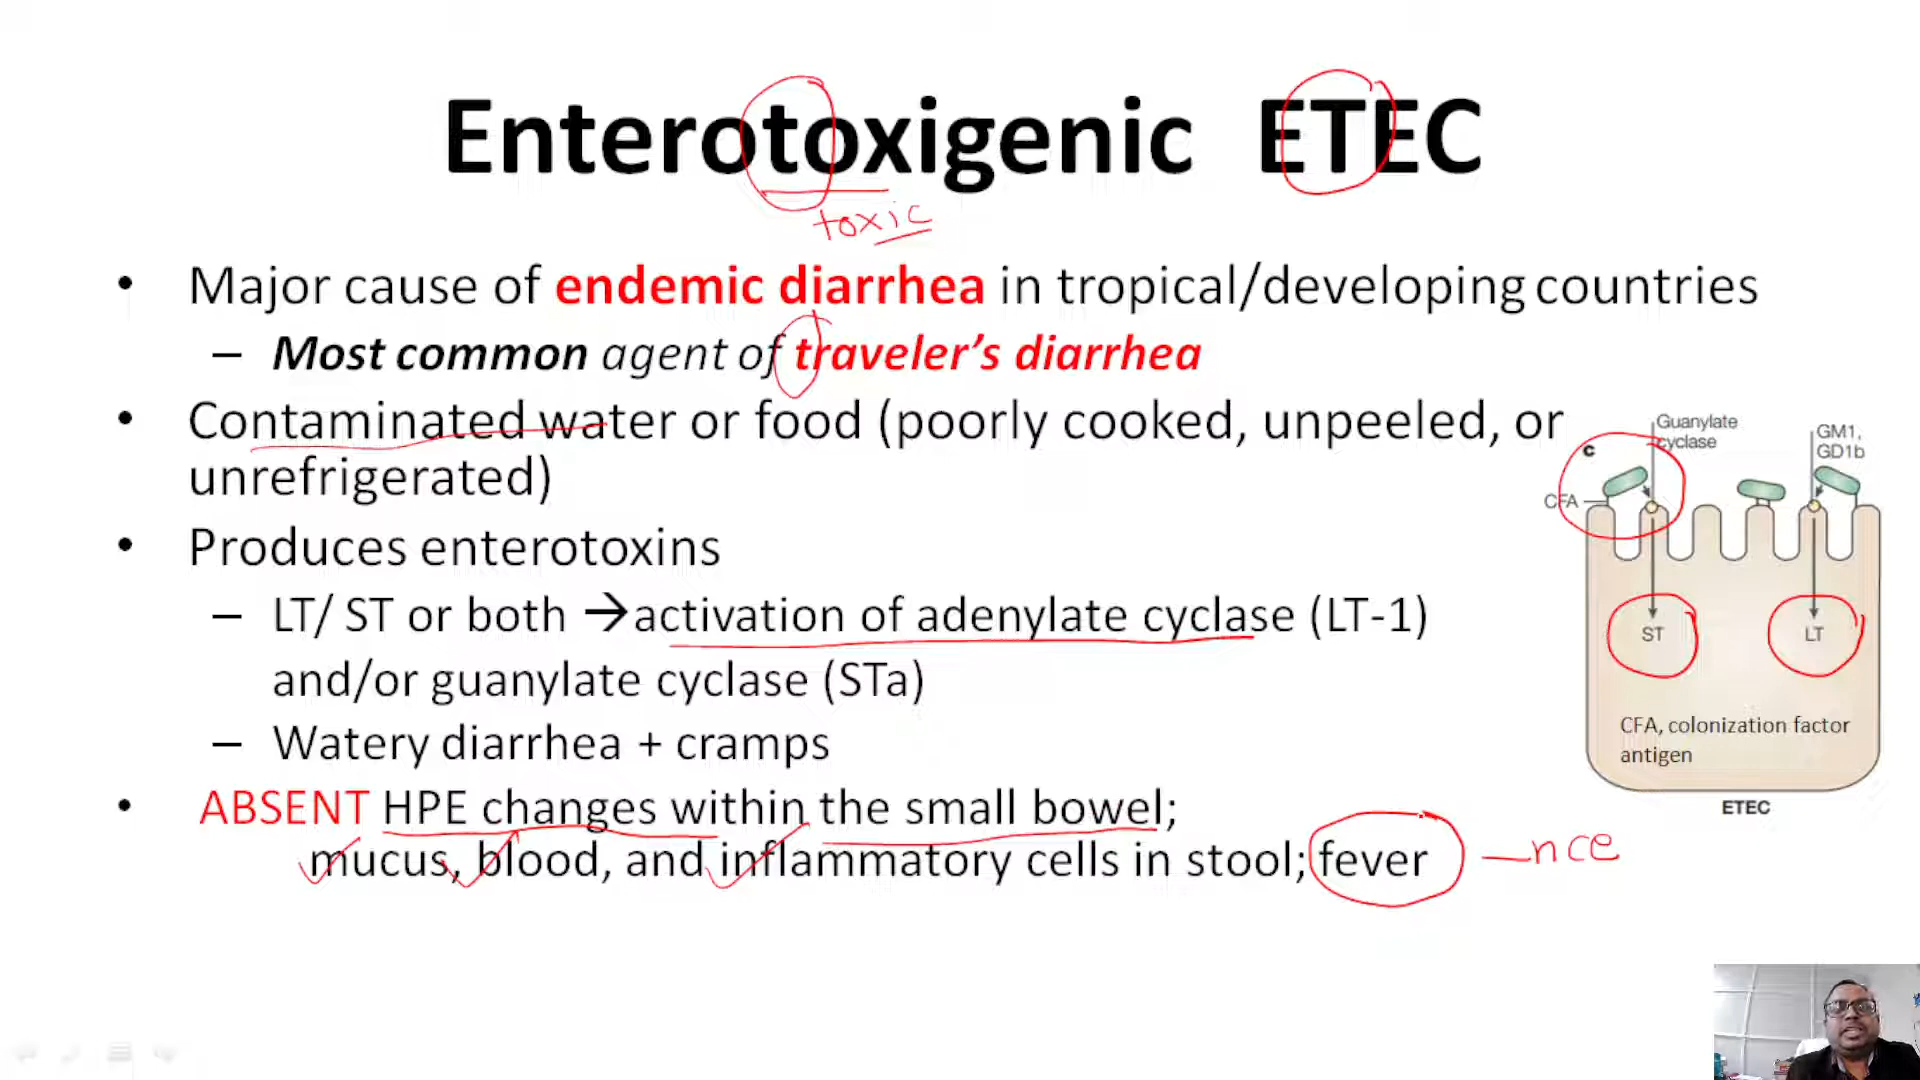 Enterotoxigenic ETEC
toxic
• Major cause of endemic diarrhea in tropical/developing countries
– Most common agent of traveler's diarrhea
• Contaminated water or food (poorly cooked, unpeeled, or
unrefrigerated)
• Produces enterotoxins
– LT/ ST or both →activation of adenylate cyclase (LT-1)
and/or guanylate cyclase (STa)
– Watery diarrhea + cramps
• ABSENT HPE changes within the small bowel;
mucus, blood, and inflammatory cells in stool; fever
—nce
c
Guanylate
cyclase
GM1,
GD1b
CFA
ST
LT
CFA, colonization factor
antigen
ETEC